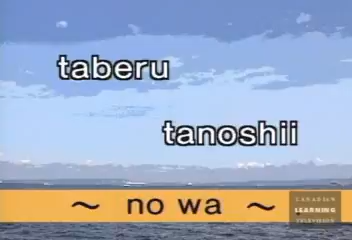 taberu
tanoshii
~ no wa ~
CANADIAN
LEARNING
TELEVISION